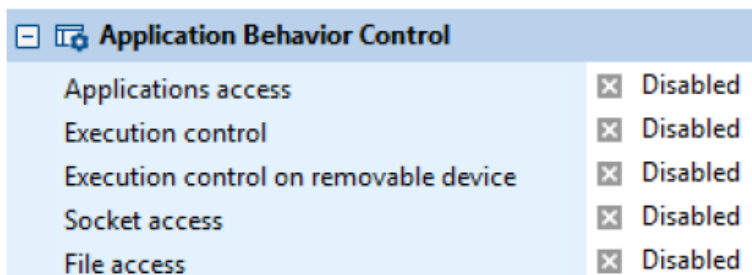 Application Behavior Control
Applications access Disabled
Execution control Disabled
Execution control on removable device Disabled
Socket access Disabled
File access Disabled